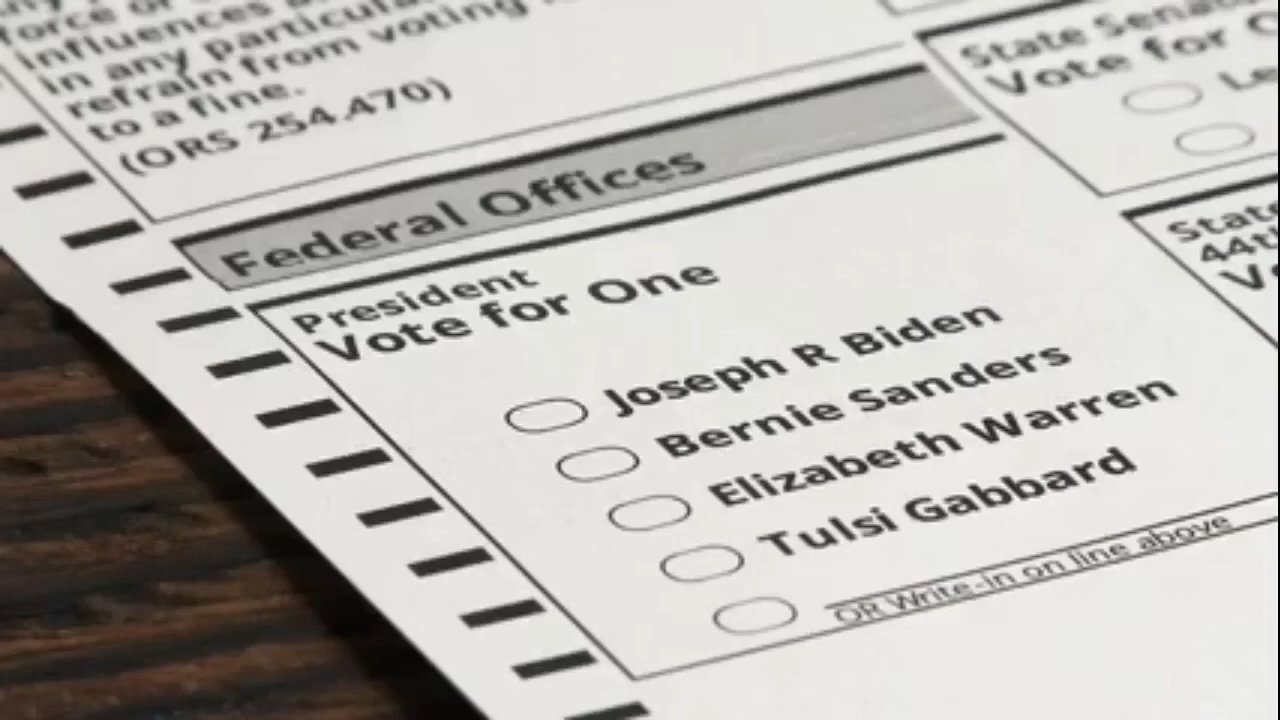 force or
influences
in any particular
refrain from voting
to a fine.
(ORS 254.470)
Federal Offices
President
Vote for One
Joseph R Biden
Bernie Sanders
Elizabeth Warren
Tulsi Gabbard
OR Write-in on line above
State
Vote for
State
44th